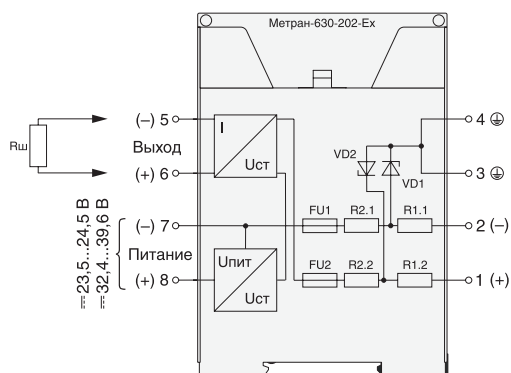 Метран-630-202-Ex
Rш
(–) 5
Выход
(+) 6
I
Uст
4
VD2
VD1
3
⎓23,5...24,5 В
⎓32,4...39,6 В
(–) 7
Питание
(+) 8
Uпит
Uст
FU1
R2.1
R1.1
2 (–)
FU2
R2.2
R1.2
1 (+)